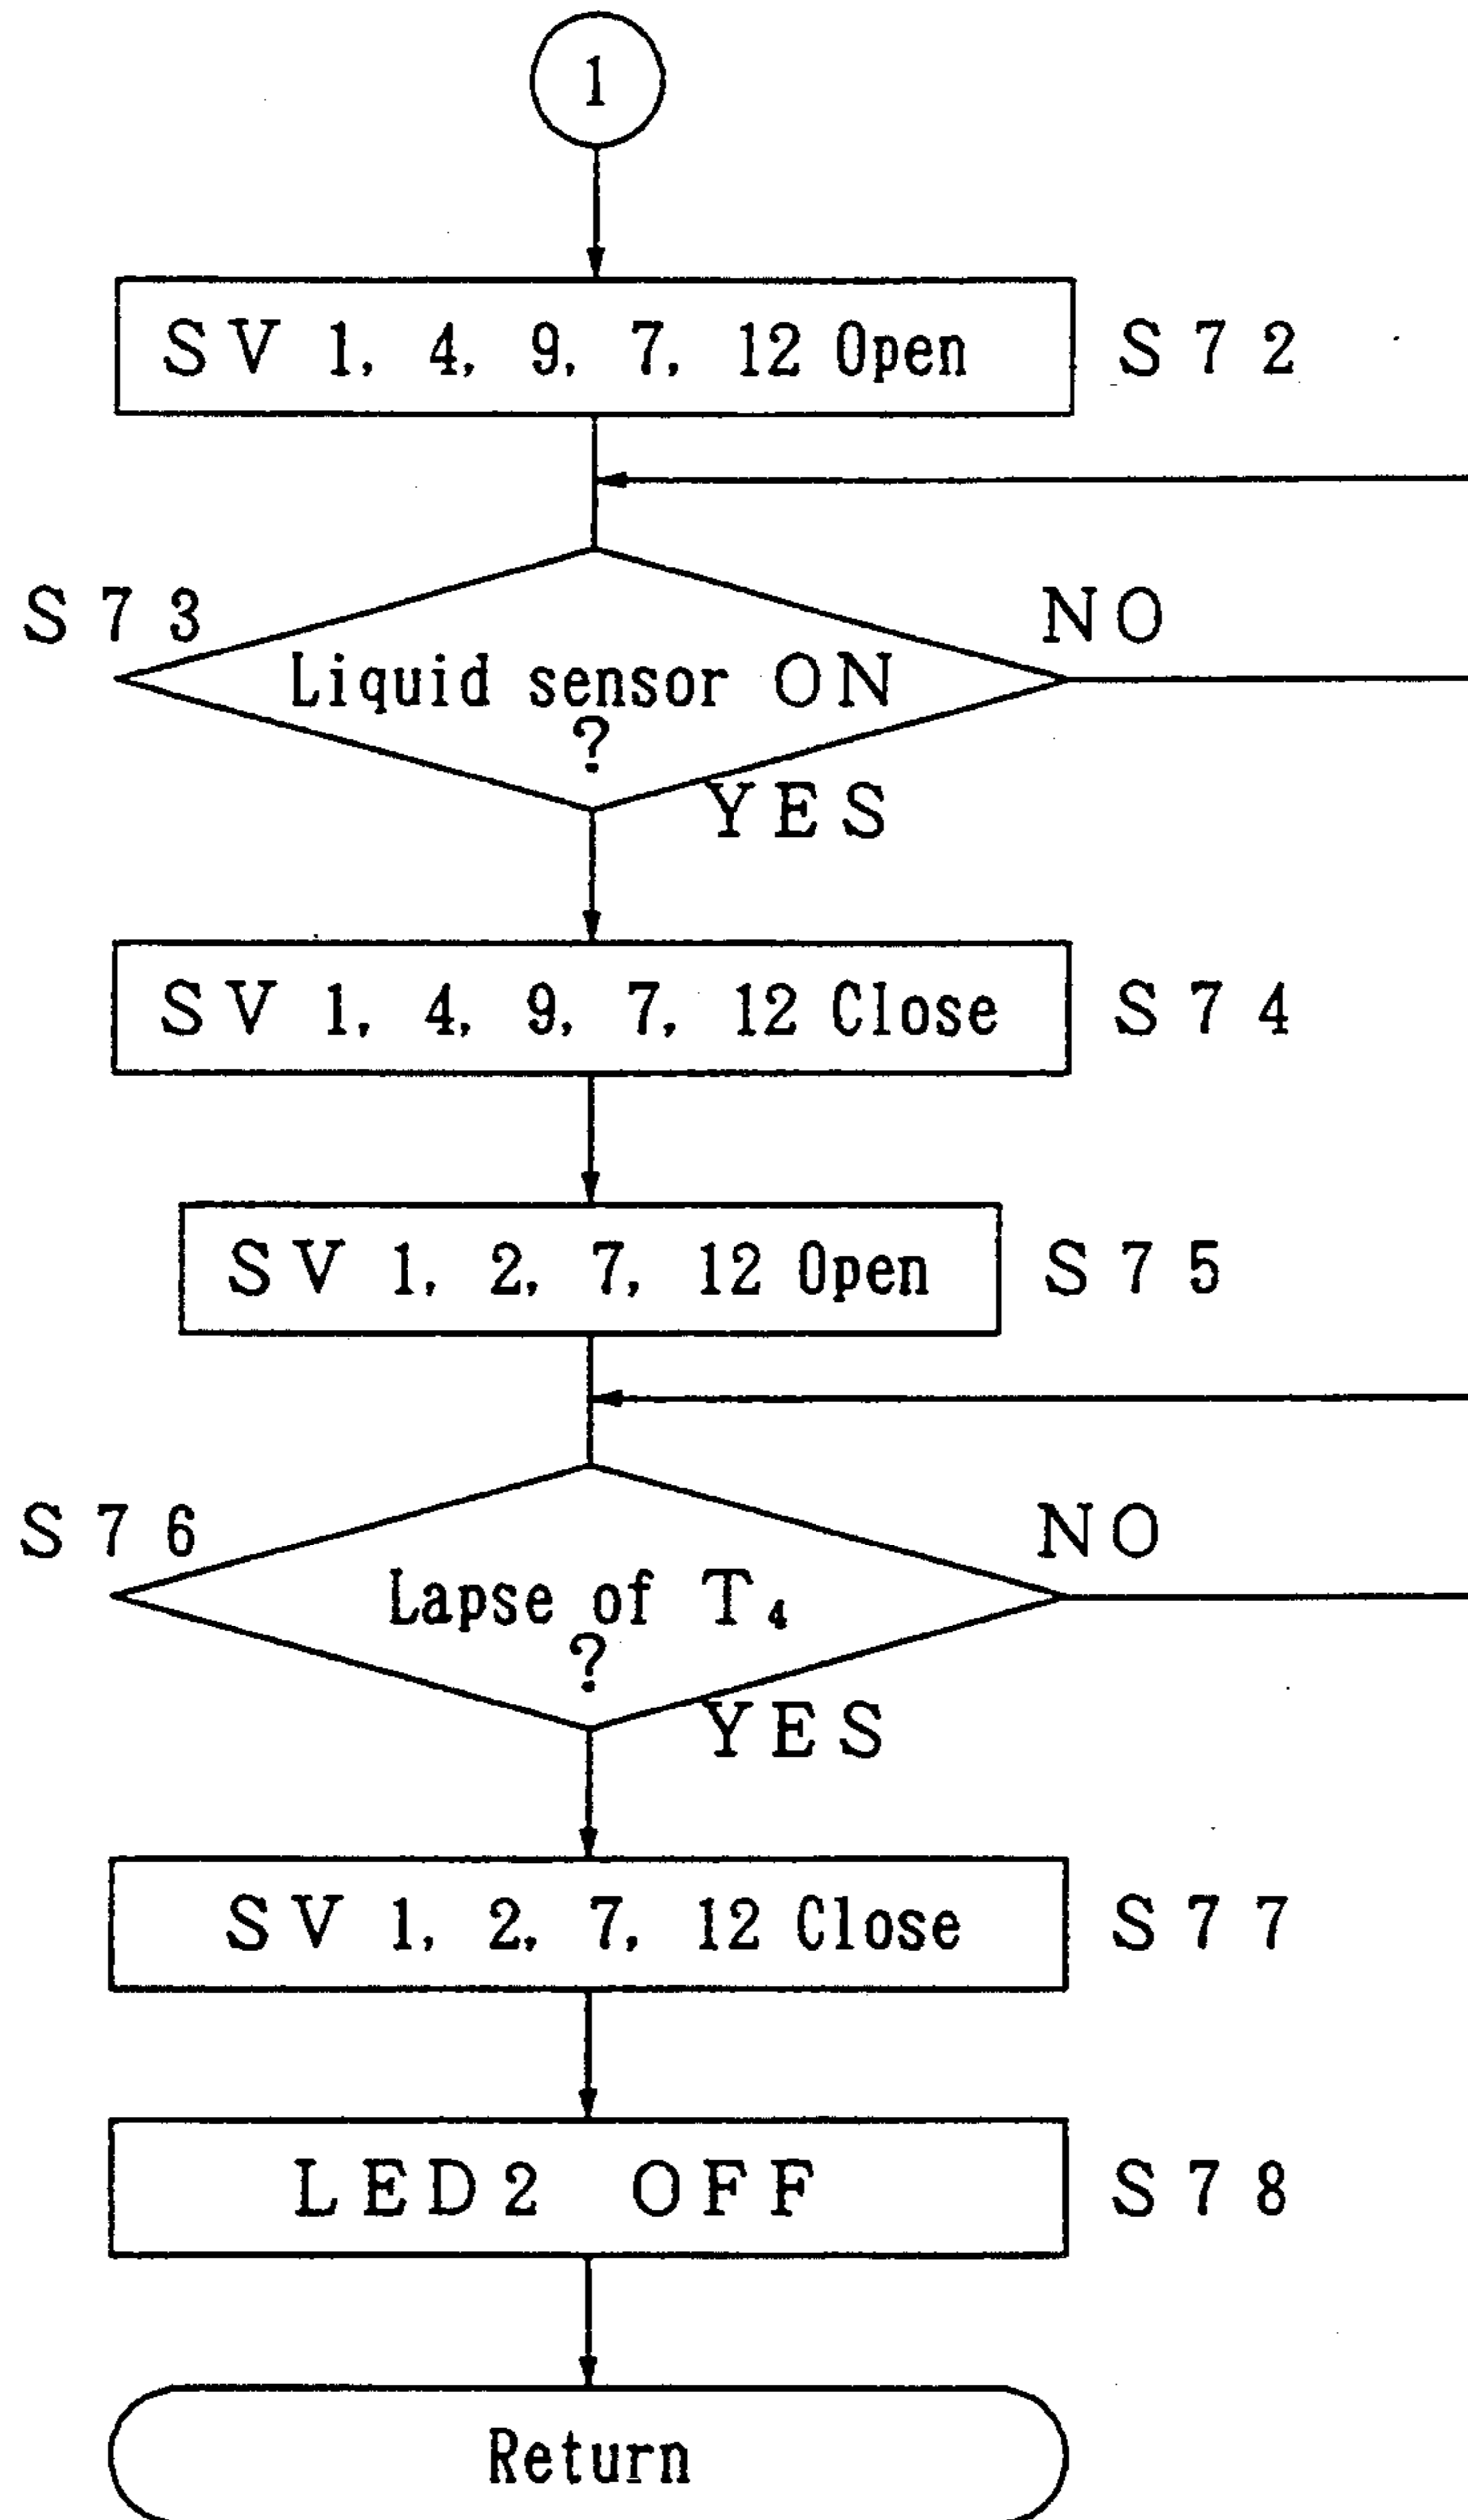 1
SV 1, 4, 9, 7, 12 Open S72
S73 NO
Liquid sensor ON
?
YES
SV 1, 4, 9, 7, 12 Close S74
SV 1, 2, 7, 12 Open S75
S76 NO
Lapse of T₄
?
YES
SV 1, 2, 7, 12 Close S77
LED2 OFF S78
Return